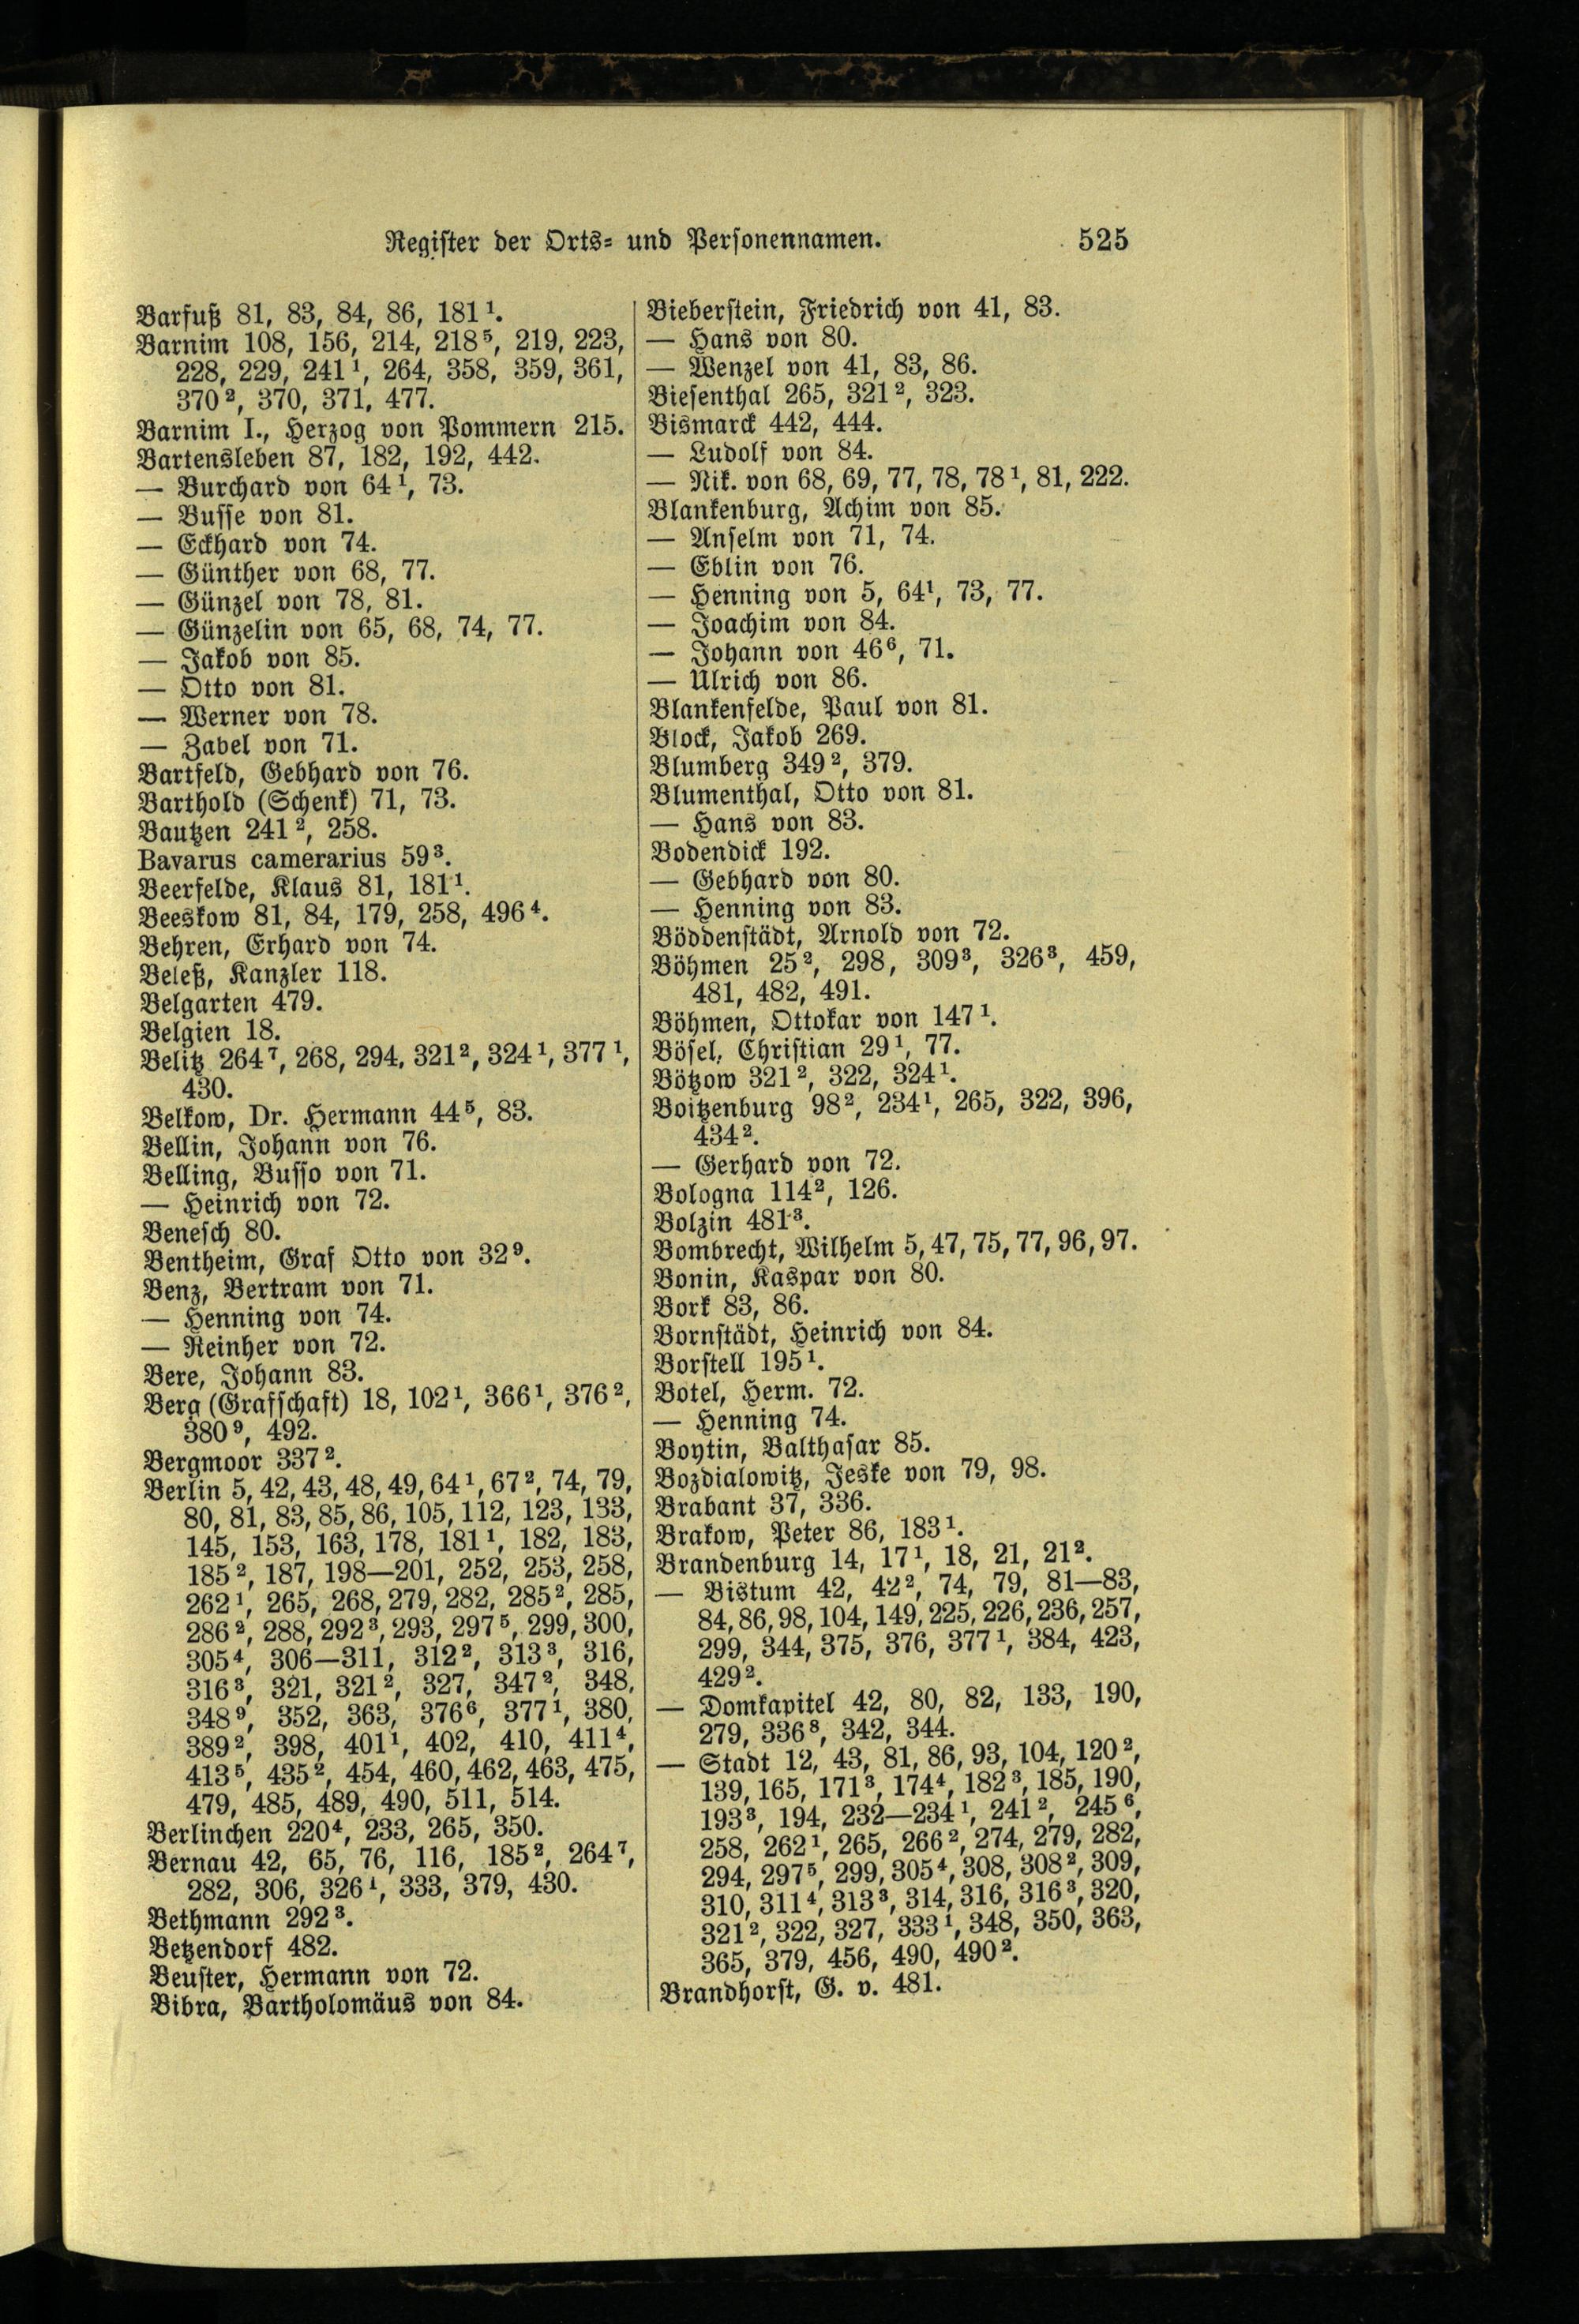 Register der Orts- und Personennamen. 525
Barfuß 81, 83, 84, 86, 181¹.
Barnim 108, 156, 214, 218⁵, 219, 223,
228, 229, 241¹, 264, 358, 359, 361,
370², 370, 371, 477.
Barnim I., Herzog von Pommern 215.
Bartensleben 87, 182, 192, 442.
— Burchard von 64¹, 73.
— Busse von 81.
— Eckhard von 74.
— Günther von 68, 77.
— Günzel von 78, 81.
— Günzelin von 65, 68, 74, 77.
— Jakob von 85.
— Otto von 81.
— Werner von 78.
— Zabel von 71.
Bartfeld, Gebhard von 76.
Barthold (Schenk) 71, 73.
Bautzen 241², 258.
Bavarus camerarius 59³.
Beerfelde, Klaus 81, 181¹.
Beeskow 81, 84, 179, 258, 496⁴.
Behren, Erhard von 74.
Beleß, Kanzler 118.
Belgarten 479.
Belgien 18.
Belitz 264⁷, 268, 294, 321², 324¹, 377¹,
430.
Belkow, Dr. Hermann 44⁵, 83.
Bellin, Johann von 76.
Belling, Busso von 71.
— Heinrich von 72.
Benesch 80.
Bentheim, Graf Otto von 32⁹.
Benz, Bertram von 71.
— Henning von 74.
— Reinher von 72.
Bere, Johann 83.
Berg (Grafschaft) 18, 102¹, 366¹, 376²,
380⁹, 492.
Bergmoor 337².
Berlin 5, 42, 43, 48, 49, 64¹, 67², 74, 79,
80, 81, 83, 85, 86, 105, 112, 123, 133,
145, 153, 163, 178, 181¹, 182, 183,
185², 187, 198—201, 252, 253, 258,
262¹, 265, 268, 279, 282, 285², 285,
286², 288, 292³, 293, 297⁵, 299, 300,
305⁴, 306—311, 312², 313³, 316,
316³, 321, 321², 327, 347², 348,
348⁹, 352, 363, 376⁶, 377¹, 380,
389², 398, 401¹, 402, 410, 411⁴,
413⁵, 435², 454, 460, 462, 463, 475,
479, 485, 489, 490, 511, 514.
Berlinchen 220⁴, 233, 265, 350.
Bernau 42, 65, 76, 116, 185², 264⁷,
282, 306, 326¹, 333, 379, 430.
Bethmann 292³.
Betzendorf 482.
Beuster, Hermann von 72.
Bibra, Bartholomäus von 84.
Bieberstein, Friedrich von 41, 83.
— Hans von 80.
— Wenzel von 41, 83, 86.
Biesenthal 265, 321², 323.
Bismarck 442, 444.
— Ludolf von 84.
— Nik. von 68, 69, 77, 78, 78¹, 81, 222.
Blankenburg, Achim von 85.
— Anselm von 71, 74.
— Eblin von 76.
— Henning von 5, 64¹, 73, 77.
— Joachim von 84.
— Johann von 46⁶, 71.
— Ulrich von 86.
Blankenfelde, Paul von 81.
Block, Jakob 269.
Blumberg 349², 379.
Blumenthal, Otto von 81.
— Hans von 83.
Bodendick 192.
— Gebhard von 80.
— Henning von 83.
Böddenstädt, Arnold von 72.
Böhmen 25², 298, 309³, 326³, 459,
481, 482, 491.
Böhmen, Ottokar von 147¹.
Bösel, Christian 29¹, 77.
Bötzow 321², 322, 324¹.
Boitzenburg 98², 234¹, 265, 322, 396,
434².
— Gerhard von 72.
Bologna 114², 126.
Bolzin 481³.
Bombrecht, Wilhelm 5, 47, 75, 77, 96, 97.
Bonin, Kaspar von 80.
Bork 83, 86.
Bornstädt, Heinrich von 84.
Borstell 195¹.
Botel, Herm. 72.
— Henning 74.
Boytin, Balthasar 85.
Bozdialowitz, Jeske von 79, 98.
Brabant 37, 336.
Brakow, Peter 86, 183¹.
Brandenburg 14, 17¹, 18, 21, 21².
— Bistum 42, 42², 74, 79, 81—83,
84, 86, 98, 104, 149, 225, 226, 236, 257,
299, 344, 375, 376, 377¹, 384, 423,
429².
— Domkapitel 42, 80, 82, 133, 190,
279, 336⁸, 342, 344.
— Stadt 12, 43, 81, 86, 93, 104, 120²,
139, 165, 171³, 174⁴, 182³, 185, 190,
193³, 194, 232—234¹, 241², 245⁶,
258, 262¹, 265, 266², 274, 279, 282,
294, 297⁵, 299, 305⁴, 308, 308², 309,
310, 311⁴, 313³, 314, 316, 316³, 320,
321², 322, 327, 333¹, 348, 350, 363,
365, 379, 456, 490, 490².
Brandhorst, G. v. 481.